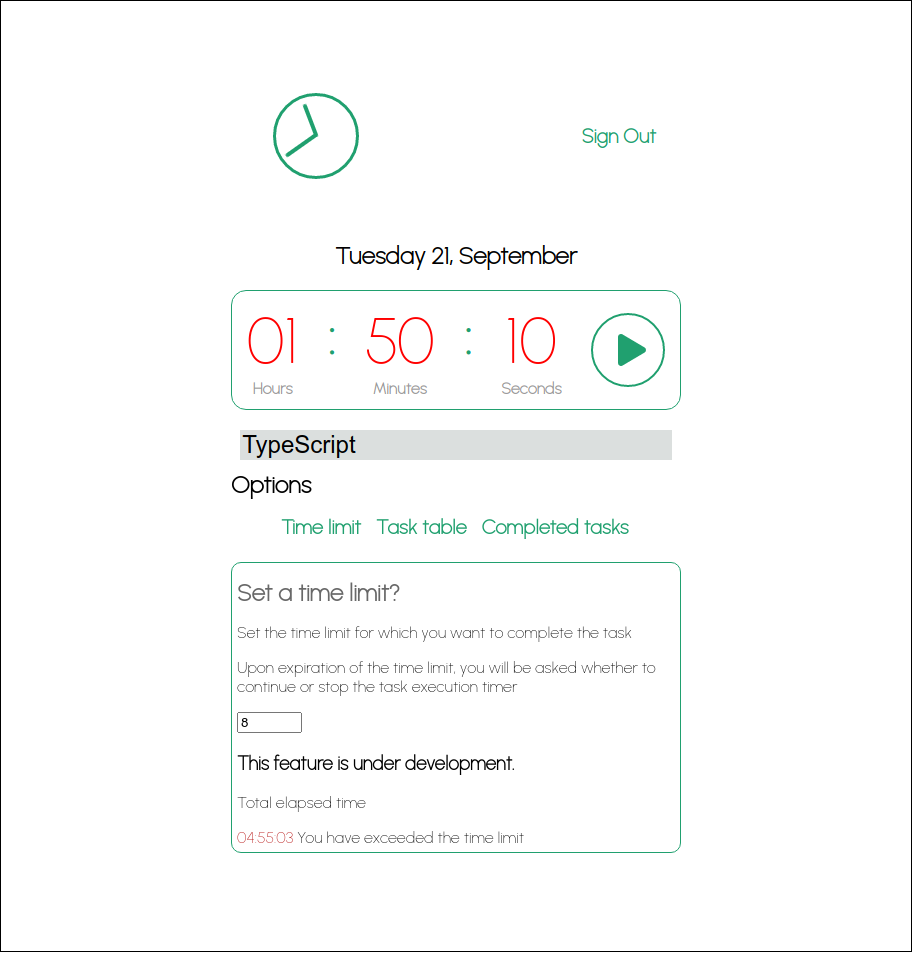 Sign Out
Tuesday 21, September
01 : 50 : 10
Hours Minutes Seconds
TypeScript
Options
Time limit Task table Completed tasks
Set a time limit?
Set the time limit for which you want to complete the task
Upon expiration of the time limit, you will be asked whether to
continue or stop the task execution timer
8
This feature is under development.
Total elapsed time
04:55:03 You have exceeded the time limit